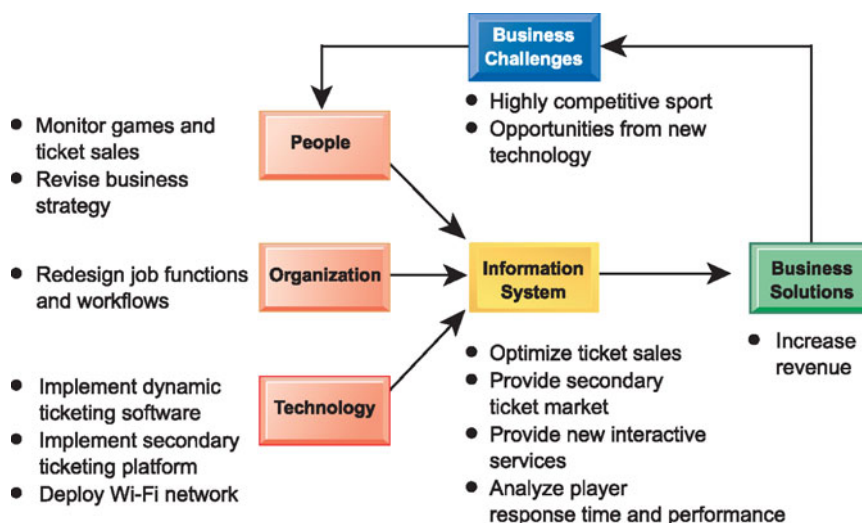 Business
Challenges
● Highly competitive sport
● Opportunities from new
technology
● Monitor games and
ticket sales
● Revise business
strategy
People
● Redesign job functions
and workflows
Organization
Information
System
Business
Solutions
● Increase
revenue
● Implement dynamic
ticketing software
● Implement secondary
ticketing platform
● Deploy Wi-Fi network
Technology
● Optimize ticket sales
● Provide secondary
ticket market
● Provide new interactive
services
● Analyze player
response time and performance